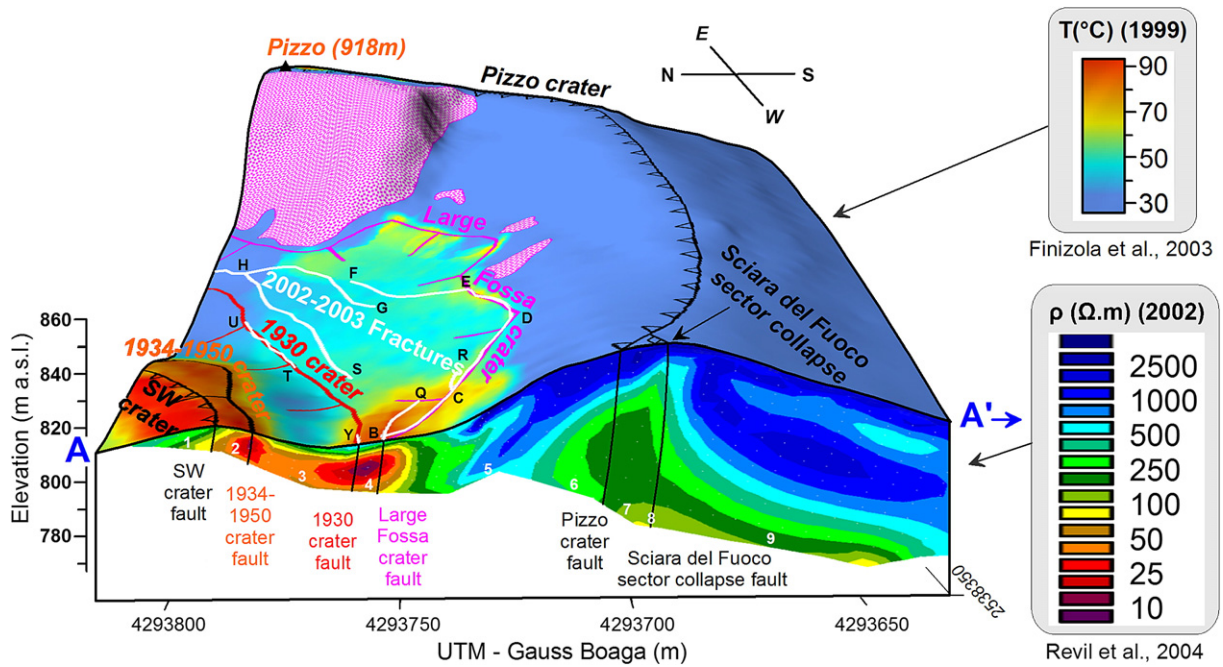 Pizzo (918m)
Pizzo crater
E
N
S
W
T(°C) (1999)
90
70
50
30
Finizola et al., 2003
Large
Fossa
crater
Sciara del Fuoco
sector collapse
H
F
G
E
D
2002-2003 Fractures
U
1930 crater
R
S
T
Q
C
1934-1950
crater
SW
crater
Y
B
A
A'
Elevation (m a.s.l.)
860
840
820
800
780
1
2
3
4
5
6
7
8
9
SW
crater
fault
1934-
1950
crater
fault
1930
crater
fault
Large
Fossa
crater
fault
Pizzo
crater
fault
Sciara del Fuoco
sector collapse fault
2538350
4293800
4293750
4293700
4293650
UTM - Gauss Boaga (m)
ρ (Ω.m) (2002)
2500
1000
500
250
100
50
25
10
Revil et al., 2004